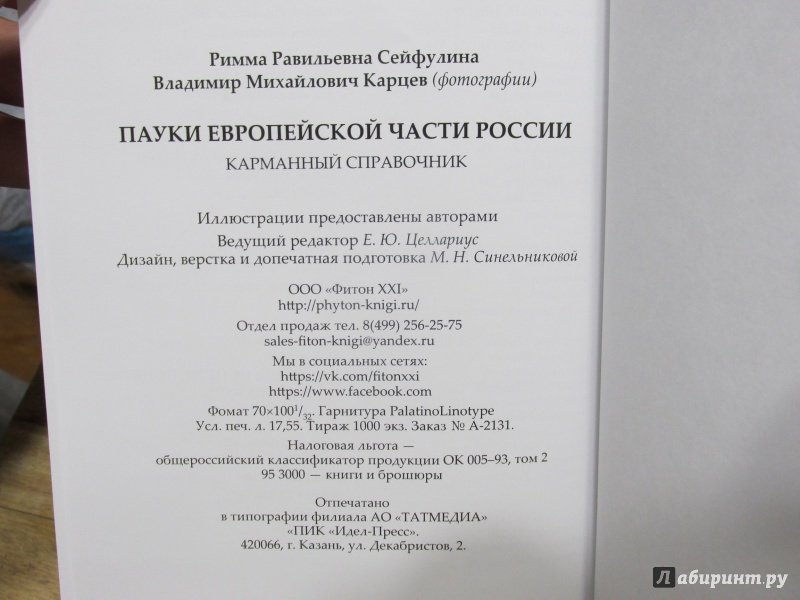 Римма Равильевна Сейфулина
Владимир Михайлович Карцев (фотографии)
ПАУКИ ЕВРОПЕЙСКОЙ ЧАСТИ РОССИИ
КАРМАННЫЙ СПРАВОЧНИК
Иллюстрации предоставлены авторами
Ведущий редактор Е. Ю. Целлариус
Дизайн, верстка и допечатная подготовка М. Н. Синельниковой
ООО «Фитон XXI»
http://phyton-knigi.ru/
Отдел продаж тел. 8(499) 256-25-75
sales-fiton-knigi@yandex.ru
Мы в социальных сетях:
https://vk.com/fitonxxi
https://www.facebook.com
Фомат 70×100¹/₃₂. Гарнитура PalatinoLinotype
Усл. печ. л. 17,55. Тираж 1000 экз. Заказ № А-2131.
Налоговая льгота —
общероссийский классификатор продукции ОК 005–93, том 2
95 3000 — книги и брошюры
Отпечатано
в типографии филиала АО «ТАТМЕДИА»
«ПИК «Идел-Пресс».
420066, г. Казань, ул. Декабристов, 2.
Лабиринт.ру